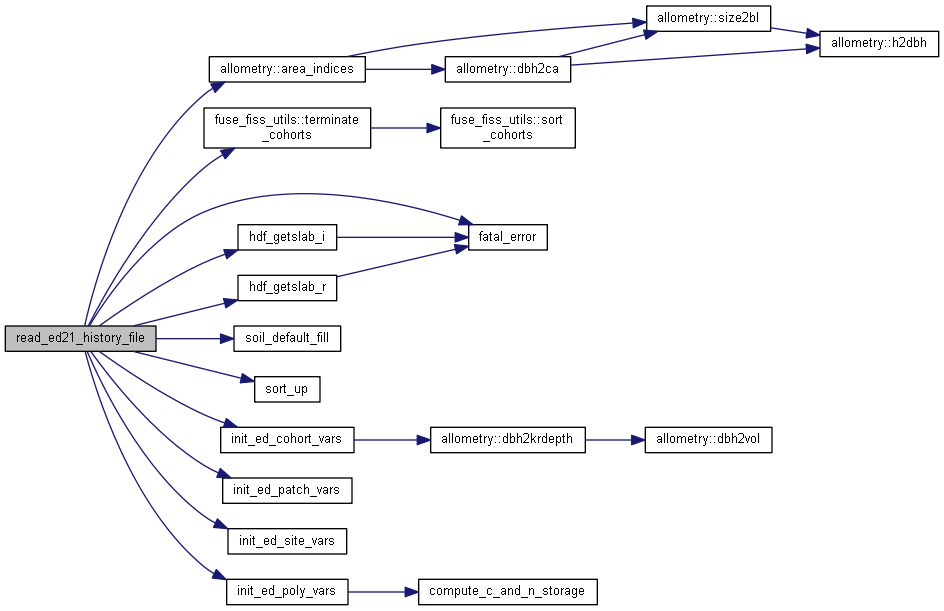 allometry::size2bl
allometry::h2dbh
allometry::area_indices
allometry::dbh2ca
fuse_fiss_utils::terminate
_cohorts
fuse_fiss_utils::sort
_cohorts
hdf_getslab_i
fatal_error
hdf_getslab_r
read_ed21_history_file
soil_default_fill
sort_up
init_ed_cohort_vars
allometry::dbh2krdepth
allometry::dbh2vol
init_ed_patch_vars
init_ed_site_vars
init_ed_poly_vars
compute_c_and_n_storage